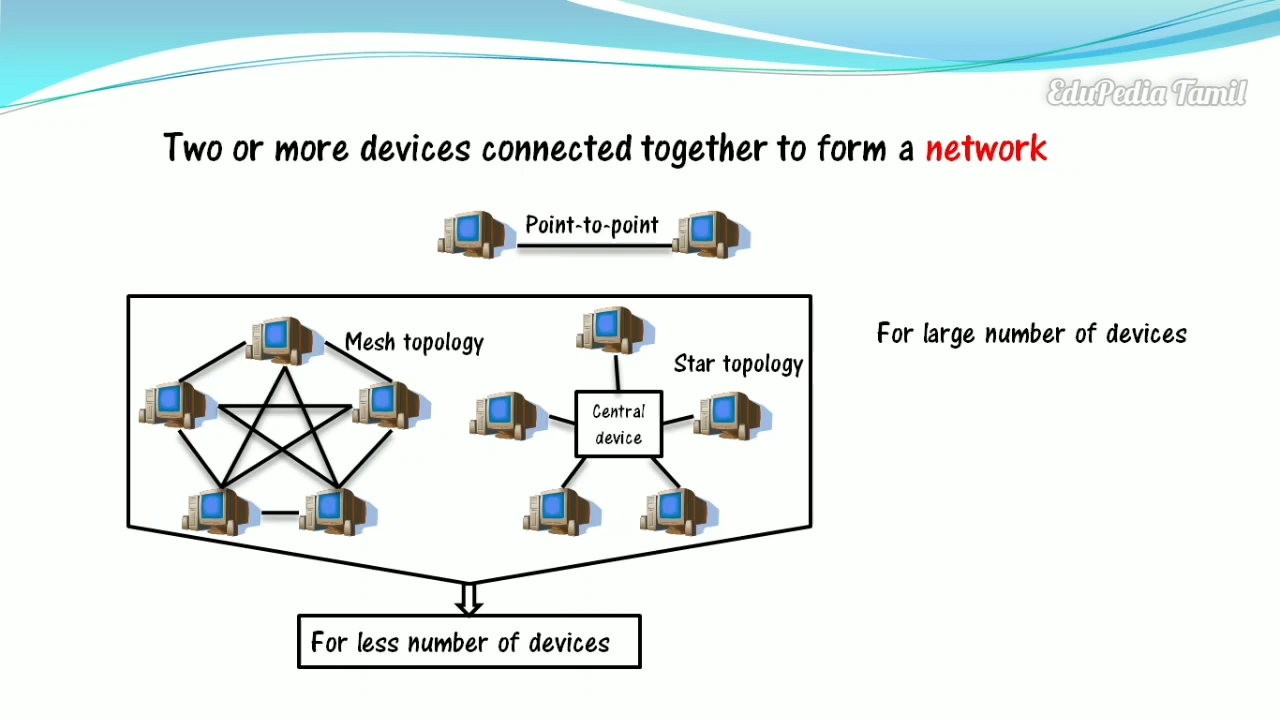 EduPedia Tamil
Two or more devices connected together to form a network
Point-to-point
Mesh topology
Star topology
Central
device
For large number of devices
For less number of devices